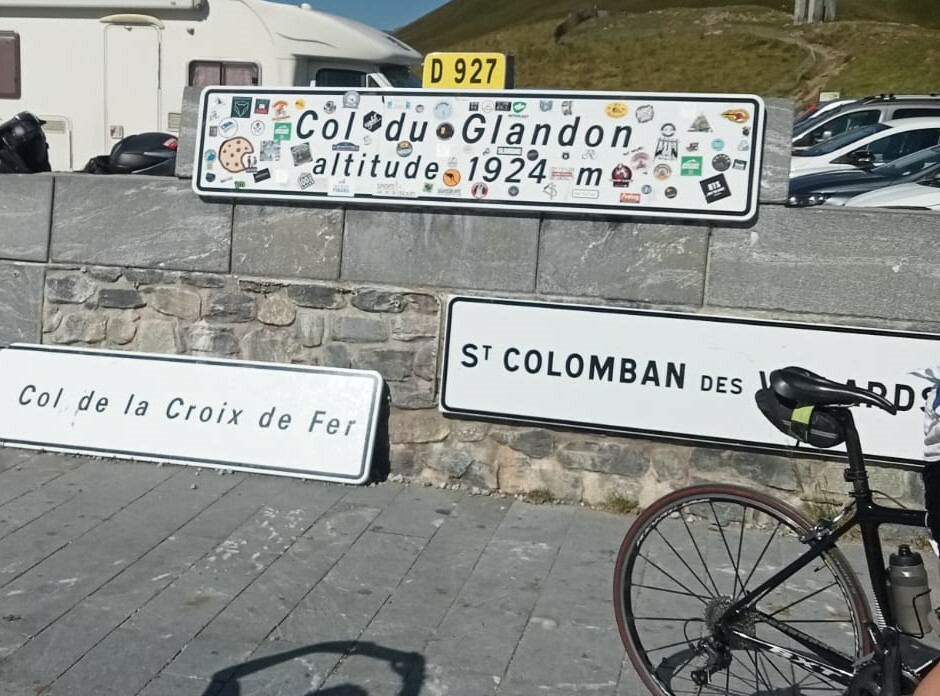 D 927
Col du Glandon
altitude 1924 m
ST COLOMBAN DES
Col de la Croix de Fer